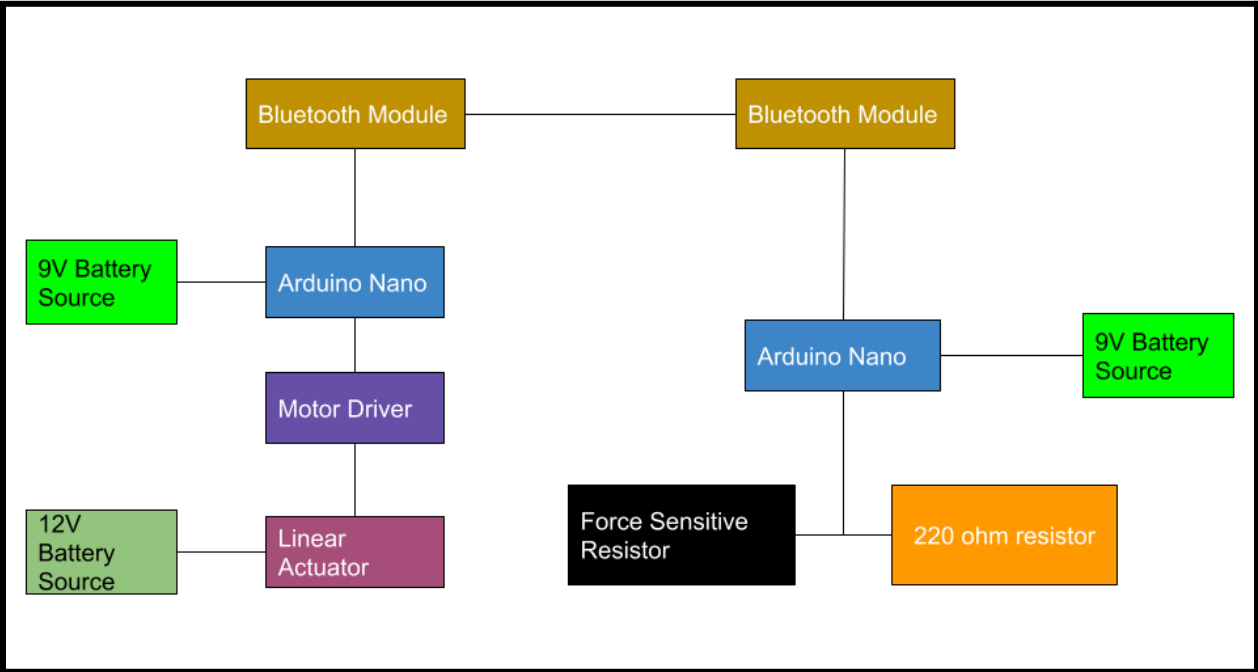 Bluetooth Module
Bluetooth Module
9V Battery
Source
Arduino Nano
Arduino Nano
9V Battery
Source
Motor Driver
Force Sensitive
Resistor
220 ohm resistor
12V
Battery
Source
Linear
Actuator